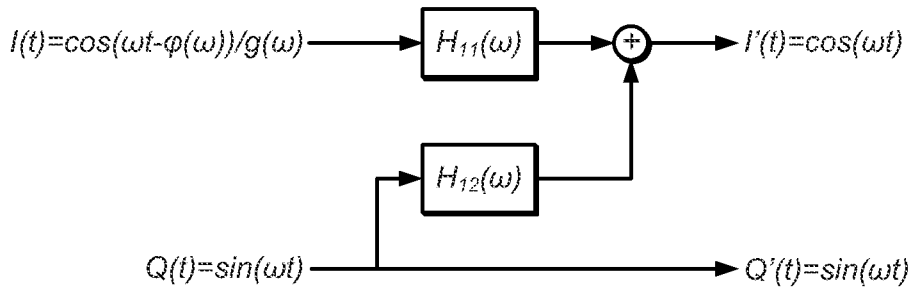 I(t)=cos(ωt-φ(ω))/g(ω)
H₁₁(ω)
+
I'(t)=cos(ωt)
H₁₂(ω)
Q(t)=sin(ωt)
Q'(t)=sin(ωt)